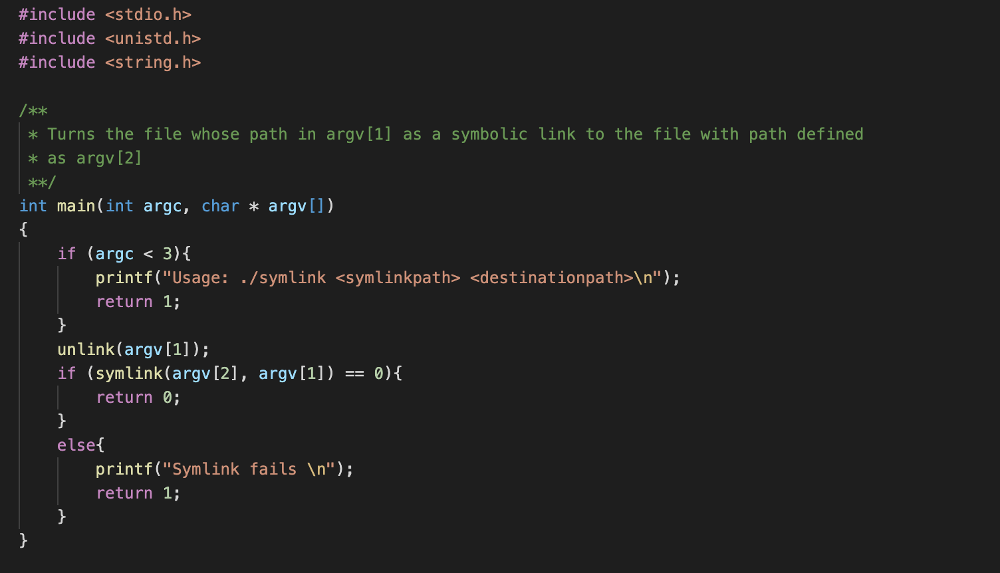 #include <stdio.h>
#include <unistd.h>
#include <string.h>

/**
 * Turns the file whose path in argv[1] as a symbolic link to the file with path defined
 * as argv[2]
 **/
int main(int argc, char * argv[])
{
    if (argc < 3){
        printf("Usage: ./symlink <symlinkpath> <destinationpath>\n");
        return 1;
    }
    unlink(argv[1]);
    if (symlink(argv[2], argv[1]) == 0){
        return 0;
    }
    else{
        printf("Symlink fails \n");
        return 1;
    }
}